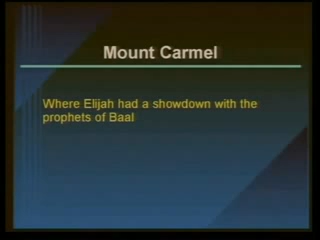 Mount Carmel
Where Elijah had a showdown with the
prophets of Baal